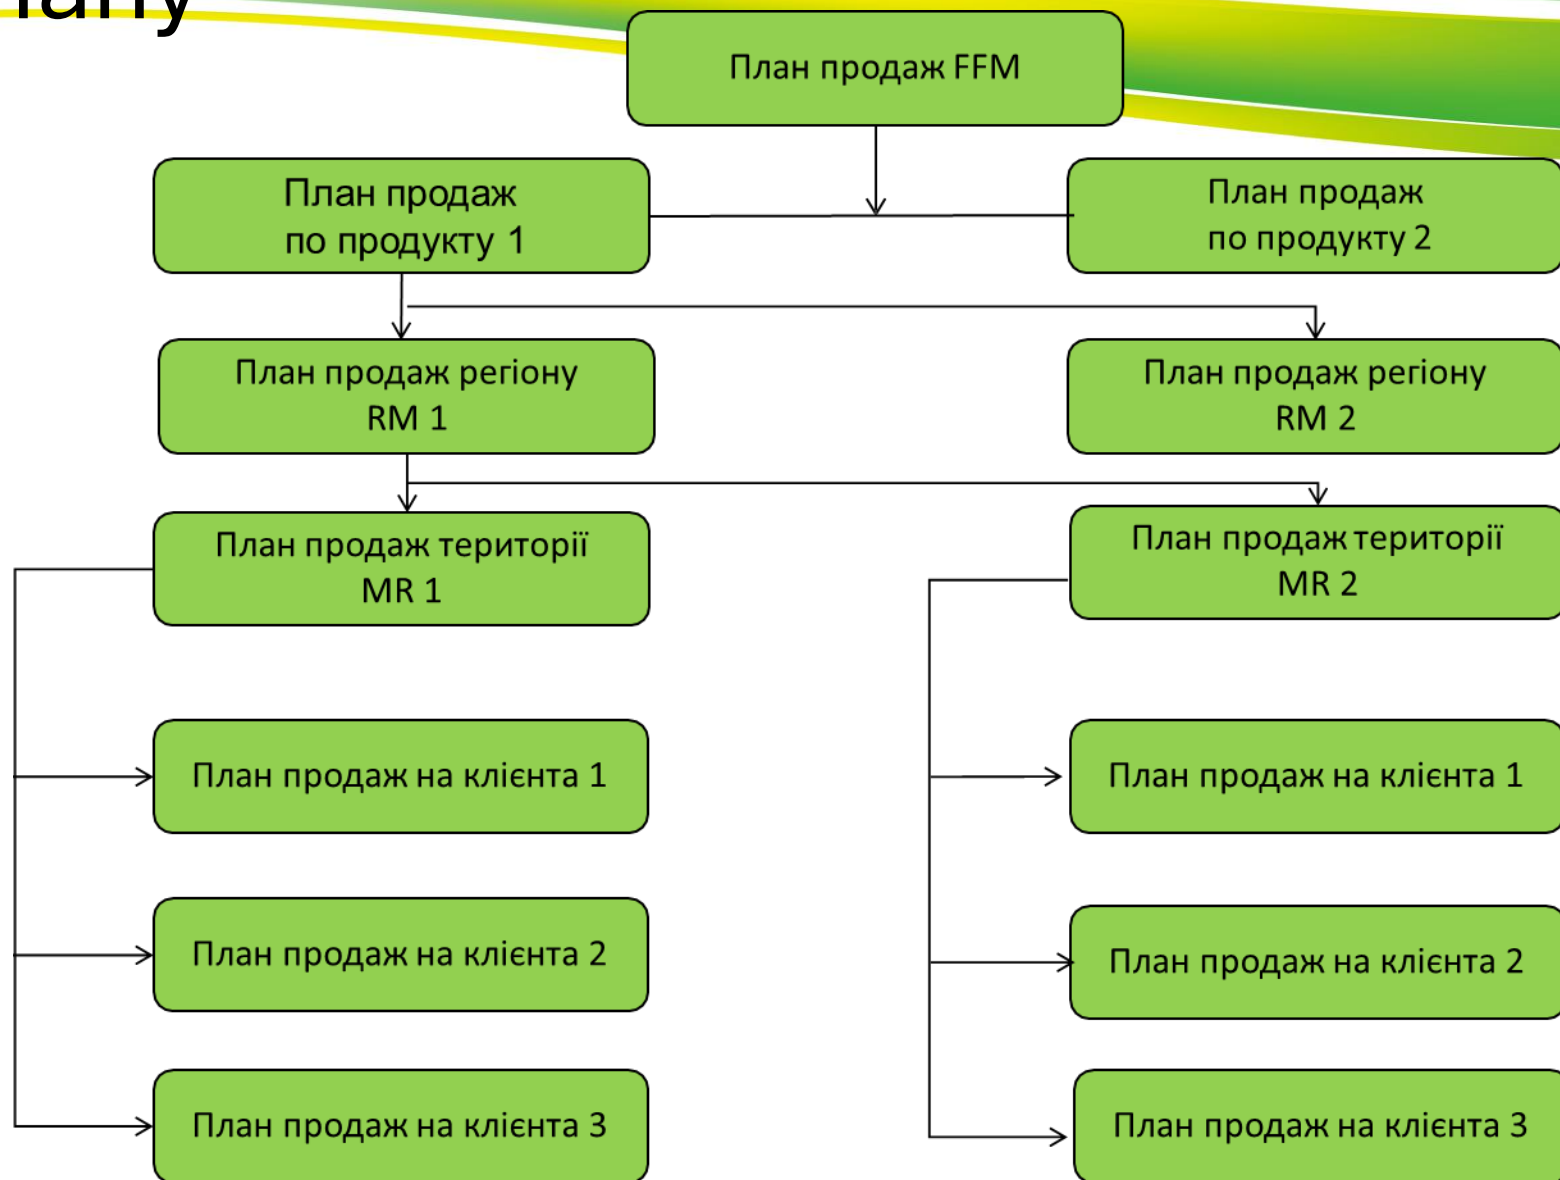 План продаж FFM
План продаж
по продукту 1
План продаж
по продукту 2
План продаж регіону
RM 1
План продаж регіону
RM 2
План продаж території
MR 1
План продаж території
MR 2
План продаж на клієнта 1
План продаж на клієнта 1
План продаж на клієнта 2
План продаж на клієнта 2
План продаж на клієнта 3
План продаж на клієнта 3